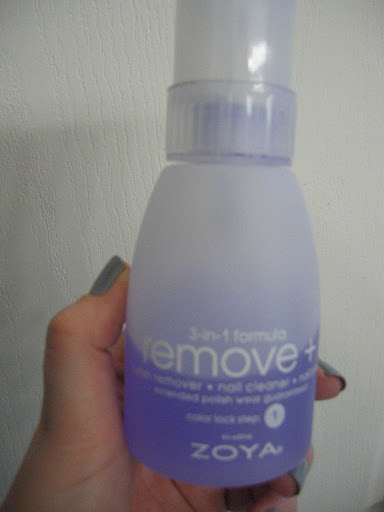 3-in-1 formula
remove +
remover • nail cleaner •
extended polish wear guaranteed
color lock step: 1
ZOYA